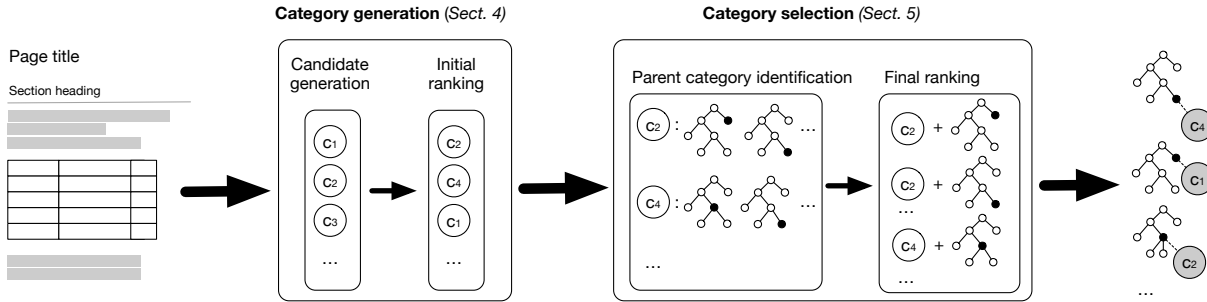 Category generation (Sect. 4)
Category selection (Sect. 5)
Page title
Section heading
Candidate
generation
Initial
ranking
C1
C2
C3
...
C2
C4
C1
...
Parent category identification
Final ranking
C2 : ...
C4 : ...
...
C2 +
C2 +
...
C4 +
...
C4
C1
C2
...